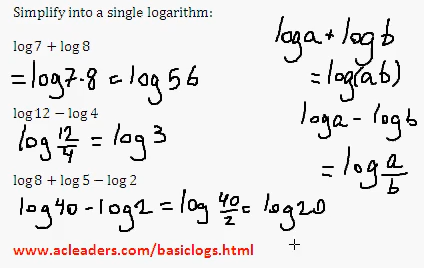 Simplify into a single logarithm:
log 7 + log 8
= log 7·8 = log 56
log 12 − log 4
log 12/4 = log 3
log 8 + log 5 − log 2
log 40 - log 2 = log 40/2 = log 20
www.acleaders.com/basiclogs.html
log a + log b
= log(ab)
log a - log b
= log a/b